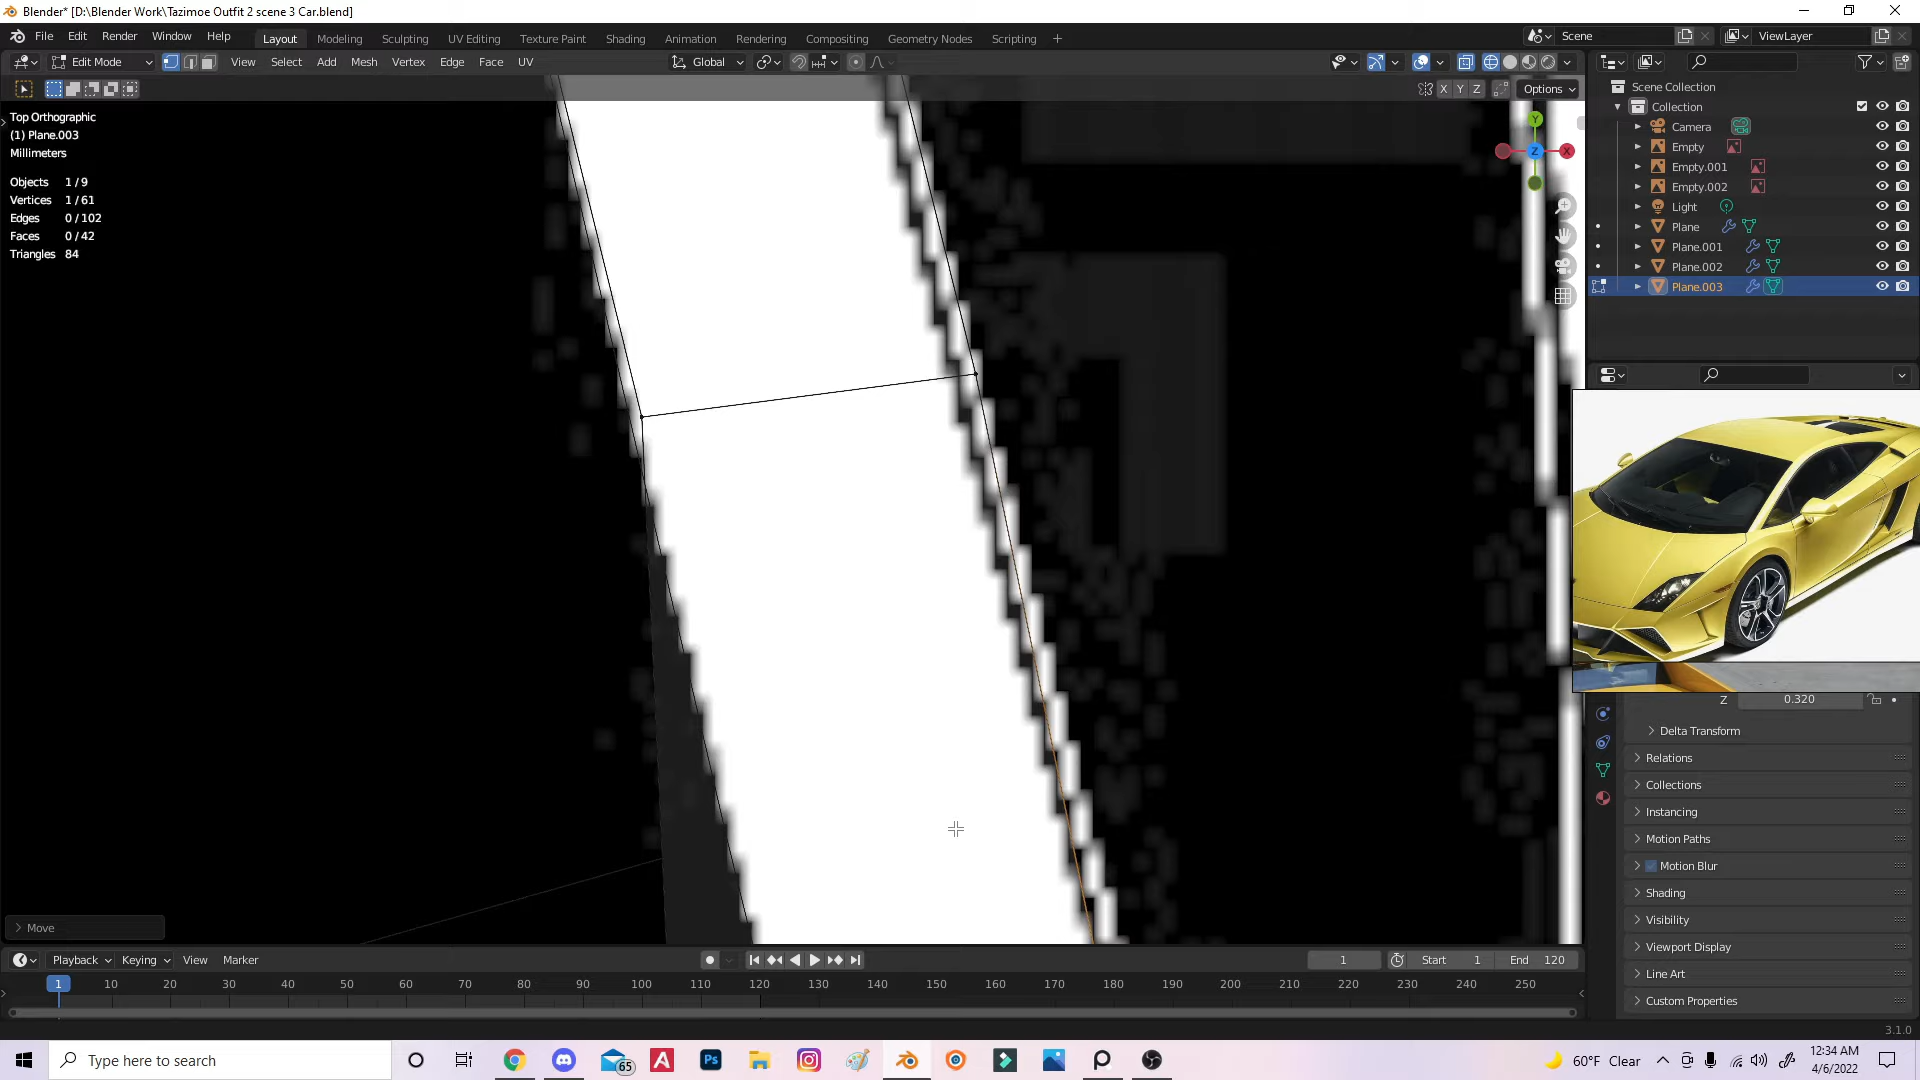 Blender* [D:\Blender Work\Tazimoe Outfit 2 scene 3 Car.blend]
File Edit Render Window Help
Layout Modeling Sculpting UV Editing Texture Paint Shading Animation Rendering Compositing Geometry Nodes Scripting +
Scene
ViewLayer
Edit Mode
View Select Add Mesh Vertex Edge Face UV
Global
X Y Z
Options
Top Orthographic
(1) Plane.003
Millimeters
Objects 1 / 9
Vertices 1 / 61
Edges 0 / 102
Faces 0 / 42
Triangles 84
Y
Z
X
Scene Collection
Collection
Camera
Empty
Empty.001
Empty.002
Light
Plane
Plane.001
Plane.002
Plane.003
Z 0.320
Delta Transform
Relations
Collections
Instancing
Motion Paths
Motion Blur
Shading
Visibility
Viewport Display
Line Art
Custom Properties
Move
Playback Keying View Marker
1
Start 1
End 120
1 10 20 30 40 50 60 70 80 90 100 110 120 130 140 150 160 170 180 190 200 210 220 230 240 250
3.1.0
Type here to search
65
A
Ps
60°F Clear
12:34 AM
4/6/2022